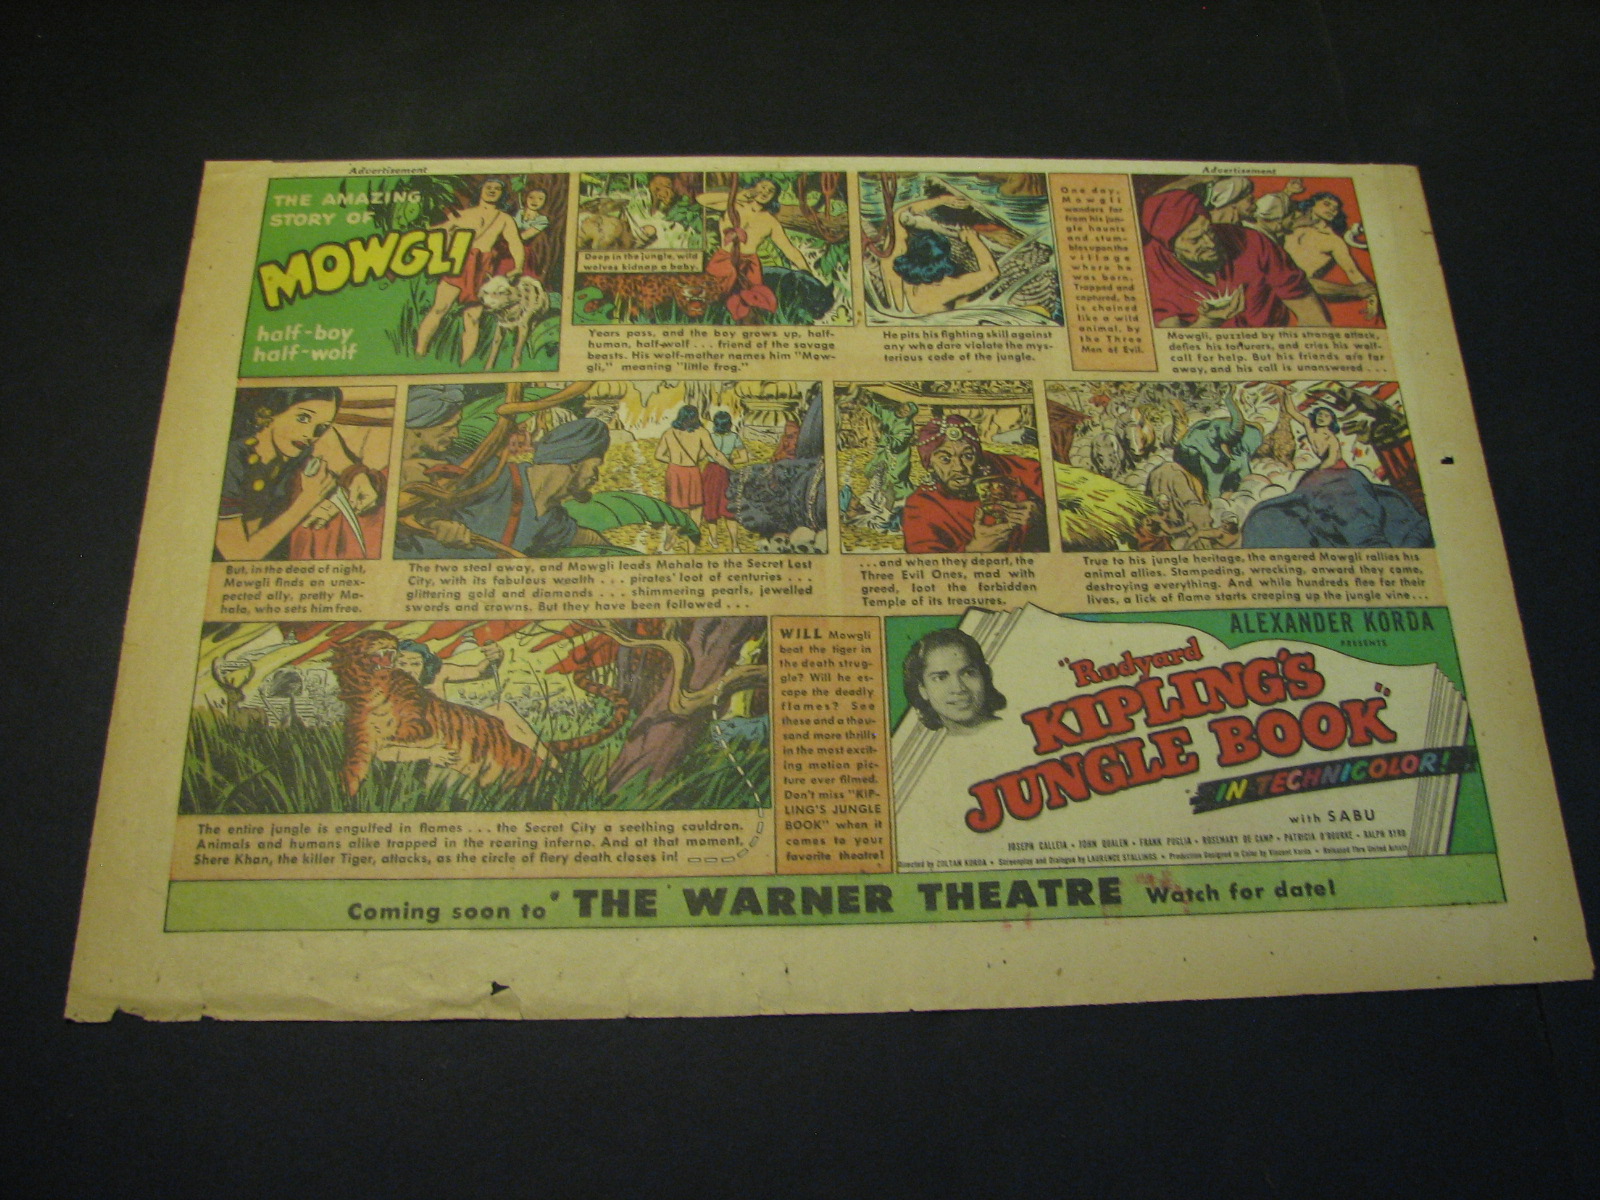 Advertisement
Advertisement
THE AMAZING
STORY OF
MOWGLI
half-boy
half-wolf
Deep in the jungle, wild
wolves kidnap a baby.
Years pass, and the boy grows up, half-
human, half-wolf . . . friend of the savage
beasts. His wolf-mother names him "Mow-
gli," meaning "little frog."
He pits his fighting skill against
any who dare violate the mys-
terious code of the jungle.
One day,
Mowgli
wanders far
from his jun-
gle haunts
and stum-
bles upon the
village
where he
was born.
Trapped and
captured, he
is chained
like a wild
animal, by
the Three
Men of Evil.
Mowgli, puzzled by this strange attack,
defies his torturers, and cries his wolf-
call for help. But his friends are far
away, and his call is unanswered . . .
But, in the dead of night,
Mowgli finds an unex-
pected ally, pretty Ma-
hala, who sets him free.
The two steal away, and Mowgli leads Mahala to the Secret Lost
City, with its fabulous wealth . . . pirates' loot of centuries . . .
glittering gold and diamonds . . . shimmering pearls, jewelled
swords and crowns. But they have been followed . . .
. . . and when they depart, the
Three Evil Ones, mad with
greed, loot the forbidden
Temple of its treasures.
True to his jungle heritage, the angered Mowgli rallies his
animal allies. Stampeding, wrecking, onward they come,
destroying everything. And while hundreds flee for their
lives, a lick of flame starts creeping up the jungle vine . . .
The entire jungle is engulfed in flames . . . the Secret City a seething cauldron.
Animals and humans alike trapped in the roaring inferno. And at that moment,
Shere Khan, the killer Tiger, attacks, as the circle of fiery death closes in!
WILL Mowgli
beat the tiger in
the death strug-
gle? Will he es-
cape the deadly
flames? See
these and a thou-
sand more thrills
in the most excit-
ing motion pic-
ture ever filmed.
Don't miss "KIP-
LING'S JUNGLE
BOOK" when it
comes to your
favorite theatre!
ALEXANDER KORDA
PRESENTS
"Rudyard
KIPLING'S
JUNGLE BOOK"
IN TECHNICOLOR!
with SABU
JOSEPH CALLEIA • JOHN QUALEN • FRANK PUGLIA • ROSEMARY DE CAMP • PATRICIA O'ROURKE • RALPH BYRD
Directed by ZOLTAN KORDA • Screenplay and Dialogue by LAURENCE STALLINGS • Production Designed in Color by Vincent Korda • Released Thru United Artists
Coming soon to THE WARNER THEATRE Watch for date!